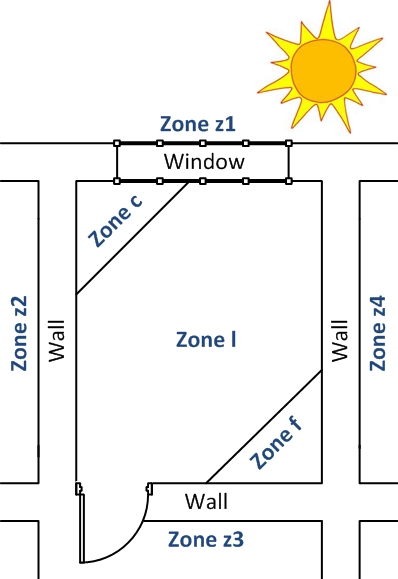 Zone z1
Window
Zone c
Zone z2
Wall
Zone l
Wall
Zone z4
Zone f
Wall
Zone z3